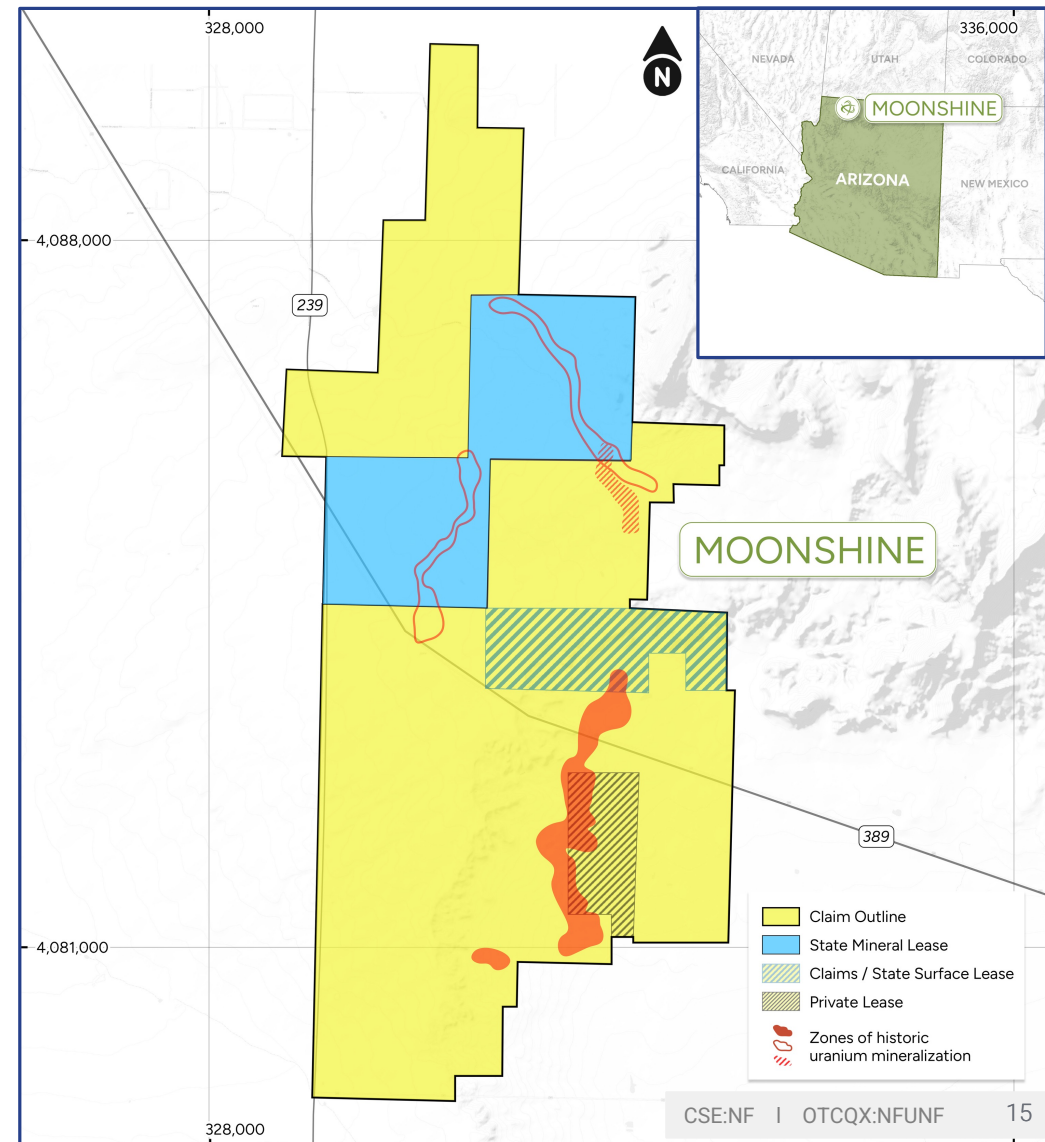 328,000
336,000
N
NEVADA
UTAH
COLORADO
MOONSHINE
CALIFORNIA
ARIZONA
NEW MEXICO
4,088,000
239
MOONSHINE
389
Claim Outline
State Mineral Lease
Claims / State Surface Lease
Private Lease
Zones of historic
uranium mineralization
4,081,000
328,000
CSE:NF I OTCQX:NFUNF 15